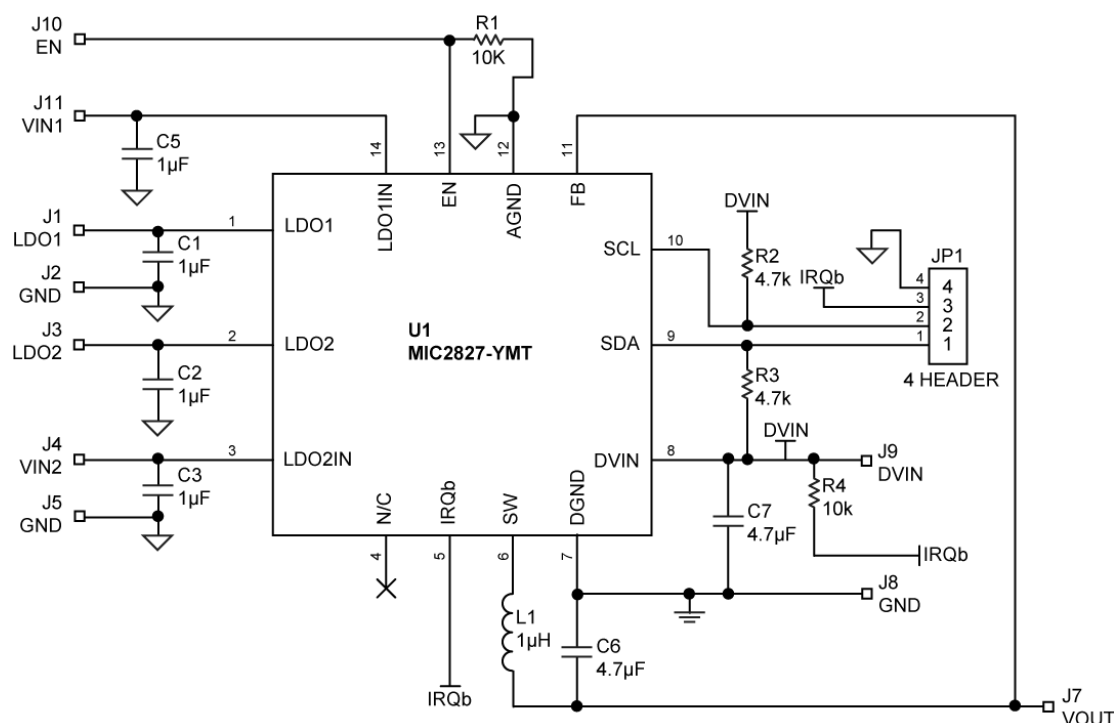 J10
EN
R1
10K
J11
VIN1
C5
1µF
14
13
12
11
LDO1IN
EN
AGND
FB
J1
LDO1
1
LDO1
C1
1µF
J2
GND
J3
LDO2
2
LDO2
C2
1µF
J4
VIN2
3
LDO2IN
C3
1µF
J5
GND
U1
MIC2827-YMT
SCL
10
SDA
9
DVIN
8
DVIN
R2
4.7k
IRQb
JP1
4
4
3
3
2
2
1
1
4 HEADER
R3
4.7k
DVIN
J9
DVIN
R4
10k
C7
4.7µF
IRQb
N/C
IRQb
SW
DGND
4
5
6
7
J8
GND
L1
1µH
C6
4.7µF
IRQb
J7
VOUT